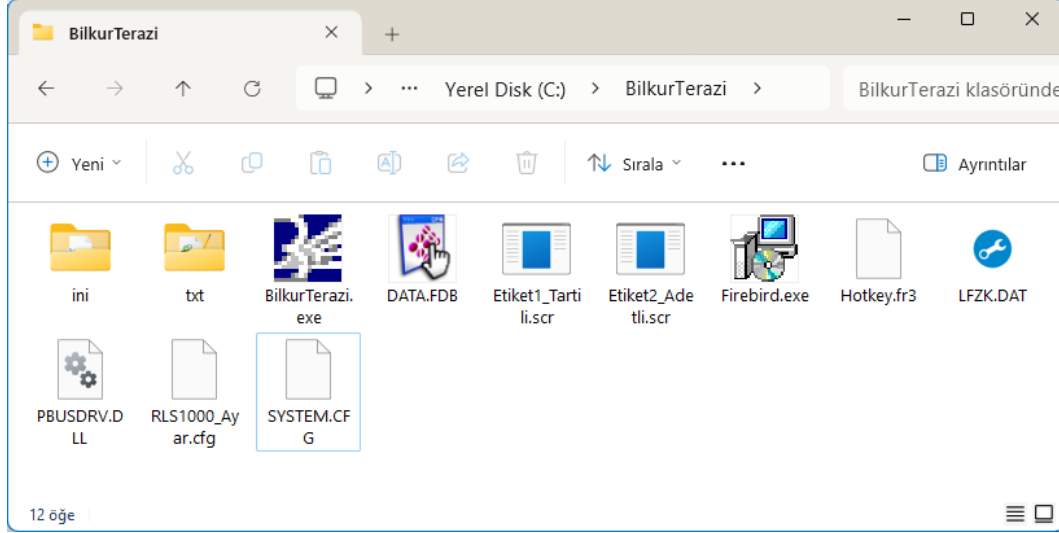 BilkurTerazi
Yerel Disk (C:) BilkurTerazi BilkurTerazi klasöründe
Yeni Sırala Ayrıntılar
ini txt BilkurTerazi. DATA.FDB Etiket1_Tarti Etiket2_Ade Firebird.exe Hotkey.fr3 LFZK.DAT
exe li.scr tli.scr
PBUSDRV.D RLS1000_Ay SYSTEM.CF
LL ar.cfg G
12 öğe